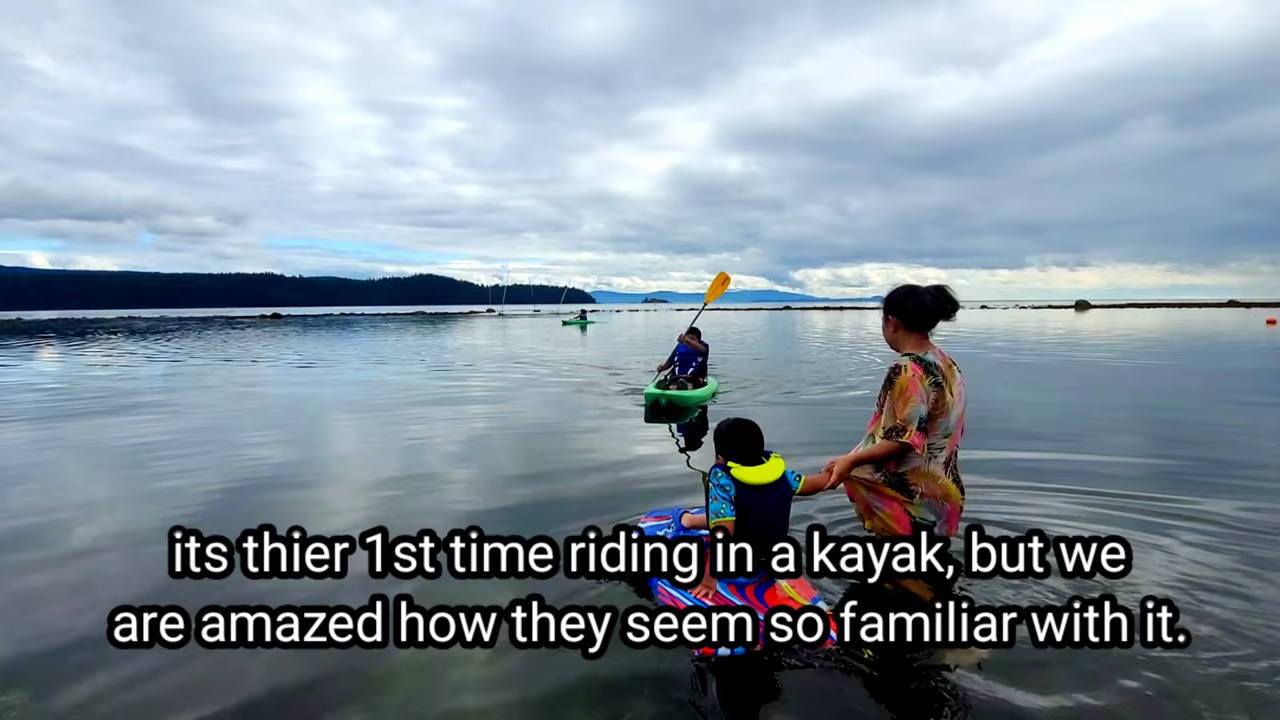 its thier 1st time riding in a kayak, but we
are amazed how they seem so familiar with it.